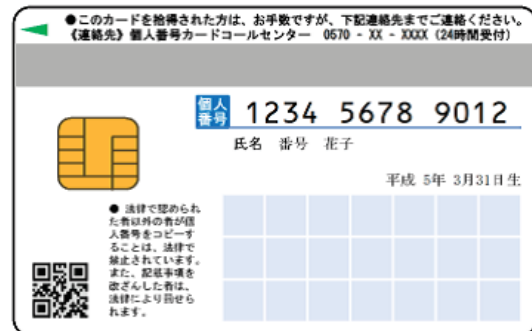 ●このカードを拾得された方は、お手数ですが、下記連絡先までご連絡ください。
《連絡先》個人番号カードコールセンター 0570 - XX - XXXX (24時間受付)
個人番号 1234 5678 9012
氏名 番号 花子
平成 5年 3月31日生
● 法律で認められ
た者以外の者が個
人番号をコピーす
ることは、法律で
禁止されています。
また、記載事項を
改ざんした者は、
法律により罰せら
れます。